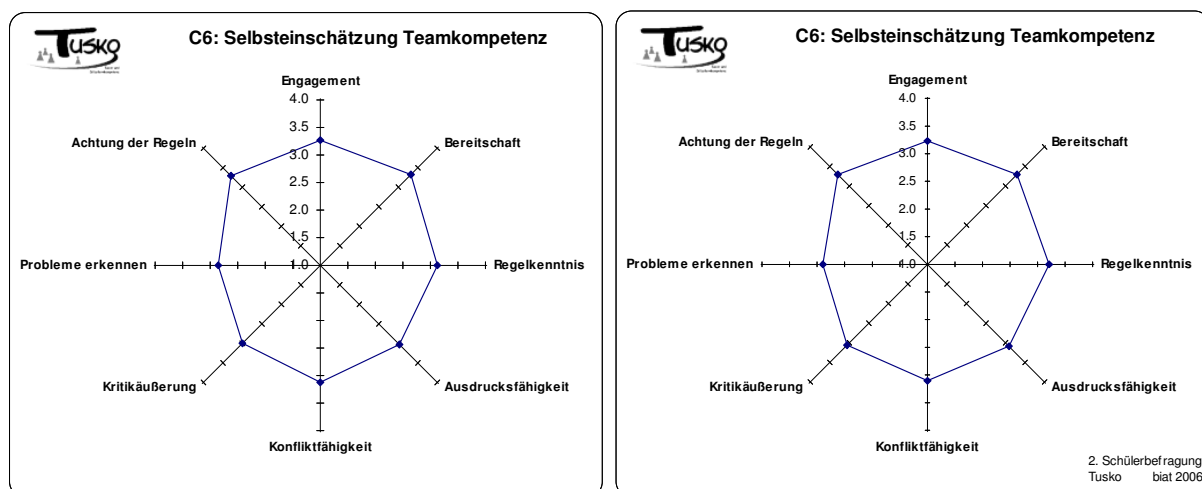 Tusko
C6: Selbsteinschätzung Teamkompetenz
Engagement
4.0
Achtung der Regeln
3.5
Bereitschaft
3.0
2.5
2.0
1.5
Probleme erkennen
1.0
Regelkenntnis
Kritikäußerung
Ausdrucksfähigkeit
Konfliktfähigkeit
Tusko
C6: Selbsteinschätzung Teamkompetenz
Engagement
4.0
Achtung der Regeln
3.5
Bereitschaft
3.0
2.5
2.0
1.5
Probleme erkennen
1.0
Regelkenntnis
Kritikäußerung
Ausdrucksfähigkeit
Konfliktfähigkeit
2. Schülerbefragung
Tusko biat 2006